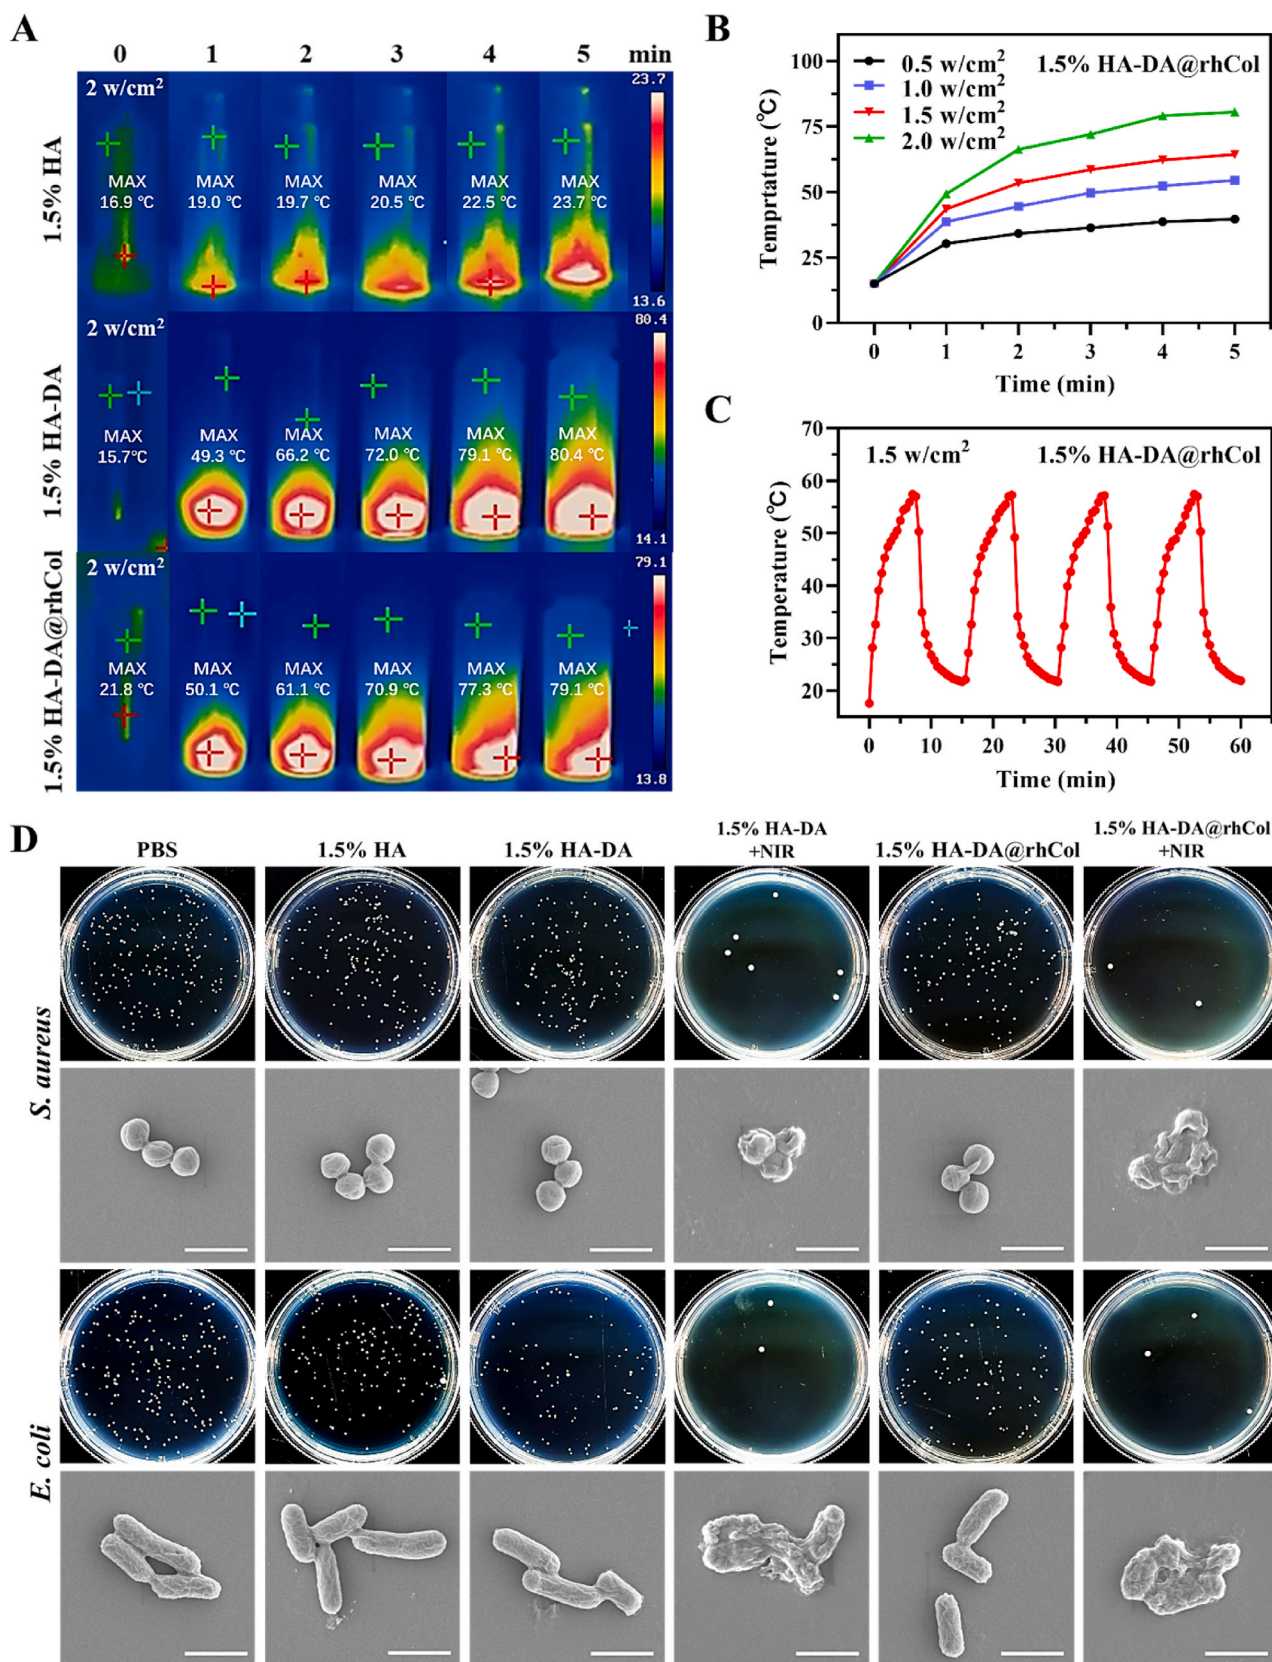 A
0 1 2 3 4 5 min
1.5% HA
2 w/cm²
MAX MAX MAX MAX MAX MAX
16.9 ℃ 19.0 ℃ 19.7 ℃ 20.5 ℃ 22.5 ℃ 23.7 ℃
23.7
13.6
1.5% HA-DA
2 w/cm²
MAX MAX MAX MAX MAX MAX
15.7℃ 49.3 ℃ 66.2 ℃ 72.0 ℃ 79.1 ℃ 80.4 ℃
80.4
14.1
1.5% HA-DA@rhCol
2 w/cm²
MAX MAX MAX MAX MAX MAX
21.8 ℃ 50.1 ℃ 61.1 ℃ 70.9 ℃ 77.3 ℃ 79.1 ℃
79.1
13.8
B
1.5% HA-DA@rhCol
0.5 w/cm²
1.0 w/cm²
1.5 w/cm²
2.0 w/cm²
Temprtature (℃)
100
75
50
25
0
0 1 2 3 4 5
Time (min)
C
1.5 w/cm² 1.5% HA-DA@rhCol
Temperature (℃)
70
60
50
40
30
20
0 10 20 30 40 50 60
Time (min)
D
PBS
1.5% HA
1.5% HA-DA
1.5% HA-DA
+NIR
1.5% HA-DA@rhCol
1.5% HA-DA@rhCol
+NIR
S. aureus
E. coli